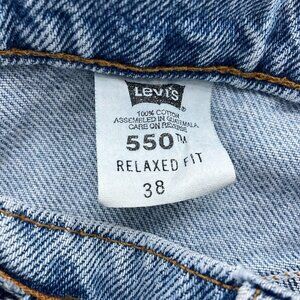 Levi's
100% COTTON
ASSEMBLED IN GUATEMALA
CARE ON REVERSE
550™
RELAXED FIT
38